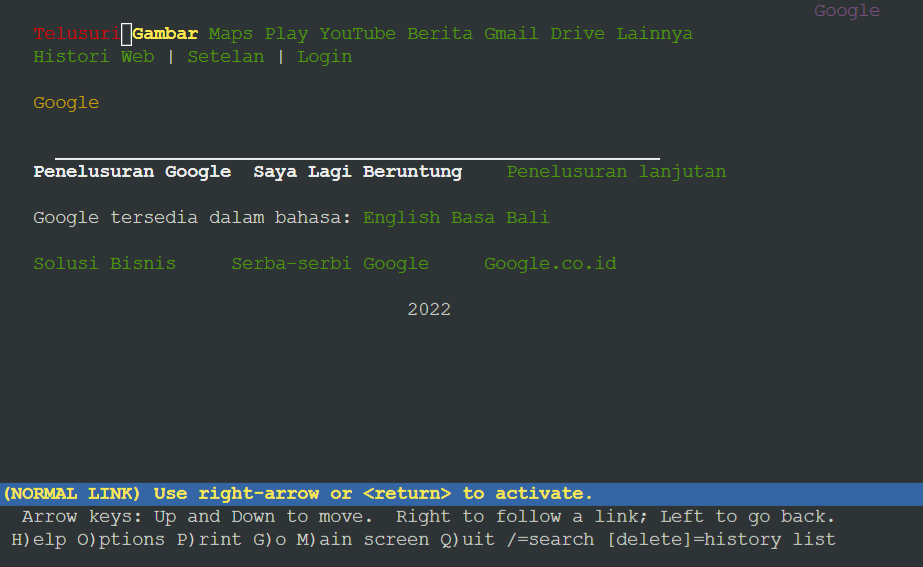 Google
Telusuri Gambar Maps Play YouTube Berita Gmail Drive Lainnya
Histori Web | Setelan | Login
Google
Penelusuran Google  Saya Lagi Beruntung    Penelusuran lanjutan
Google tersedia dalam bahasa: English Basa Bali
Solusi Bisnis     Serba-serbi Google     Google.co.id
2022
(NORMAL LINK) Use right-arrow or <return> to activate.
Arrow keys: Up and Down to move.  Right to follow a link; Left to go back.
H)elp O)ptions P)rint G)o M)ain screen Q)uit /=search [delete]=history list